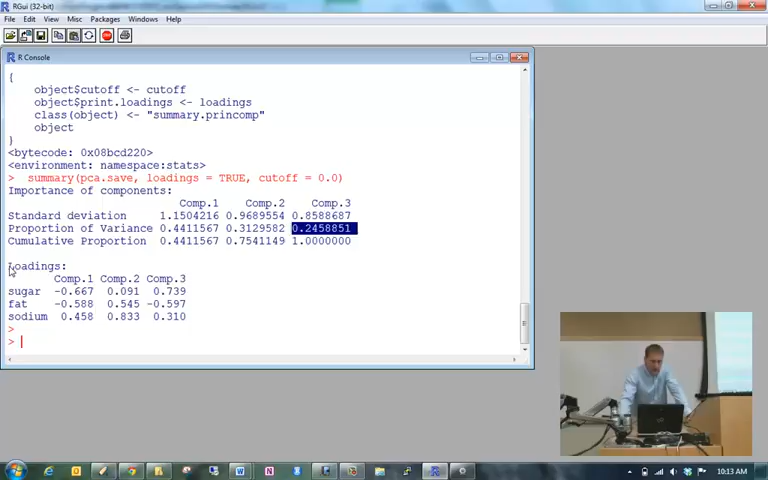 RGui (32-bit)
File Edit View Misc Packages Windows Help
STOP
R Console
{
object$cutoff <- cutoff
object$print.loadings <- loadings
class(object) <- "summary.princomp"
object
}
<bytecode: 0x08bcd220>
<environment: namespace:stats>
> summary(pca.save, loadings = TRUE, cutoff = 0.0)
Importance of components:
Comp.1 Comp.2 Comp.3
Standard deviation 1.1504216 0.9689554 0.8588687
Proportion of Variance 0.4411567 0.3129582 0.2458851
Cumulative Proportion 0.4411567 0.7541149 1.0000000
Loadings:
Comp.1 Comp.2 Comp.3
sugar -0.667 0.091 0.739
fat -0.588 0.545 -0.597
sodium 0.458 0.833 0.310
>
>
10:13 AM